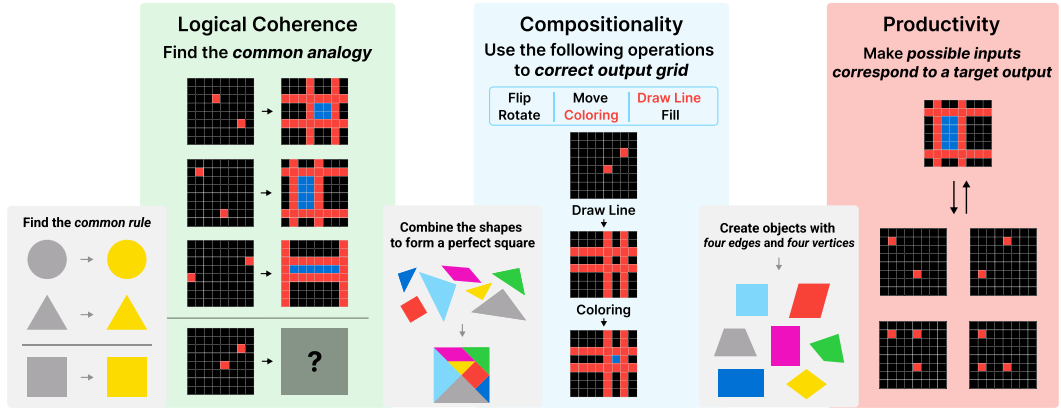 Logical Coherence
Find the common analogy
Find the common rule
?
Compositionality
Use the following operations
to correct output grid
Flip Move Draw Line
Rotate Coloring Fill
Draw Line
Coloring
Combine the shapes
to form a perfect square
Productivity
Make possible inputs
correspond to a target output
Create objects with
four edges and four vertices